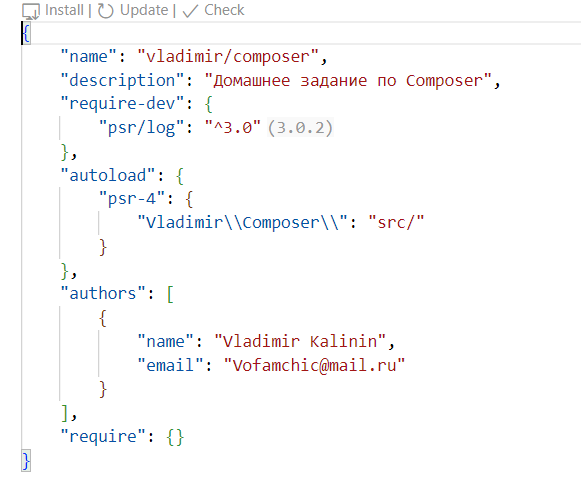 Install | Update | Check
{
    "name": "vladimir/composer",
    "description": "Домашнее задание по Composer",
    "require-dev": {
        "psr/log": "^3.0" (3.0.2)
    },
    "autoload": {
        "psr-4": {
            "Vladimir\\Composer\\": "src/"
        }
    },
    "authors": [
        {
            "name": "Vladimir Kalinin",
            "email": "Vofamchic@mail.ru"
        }
    ],
    "require": {}
}